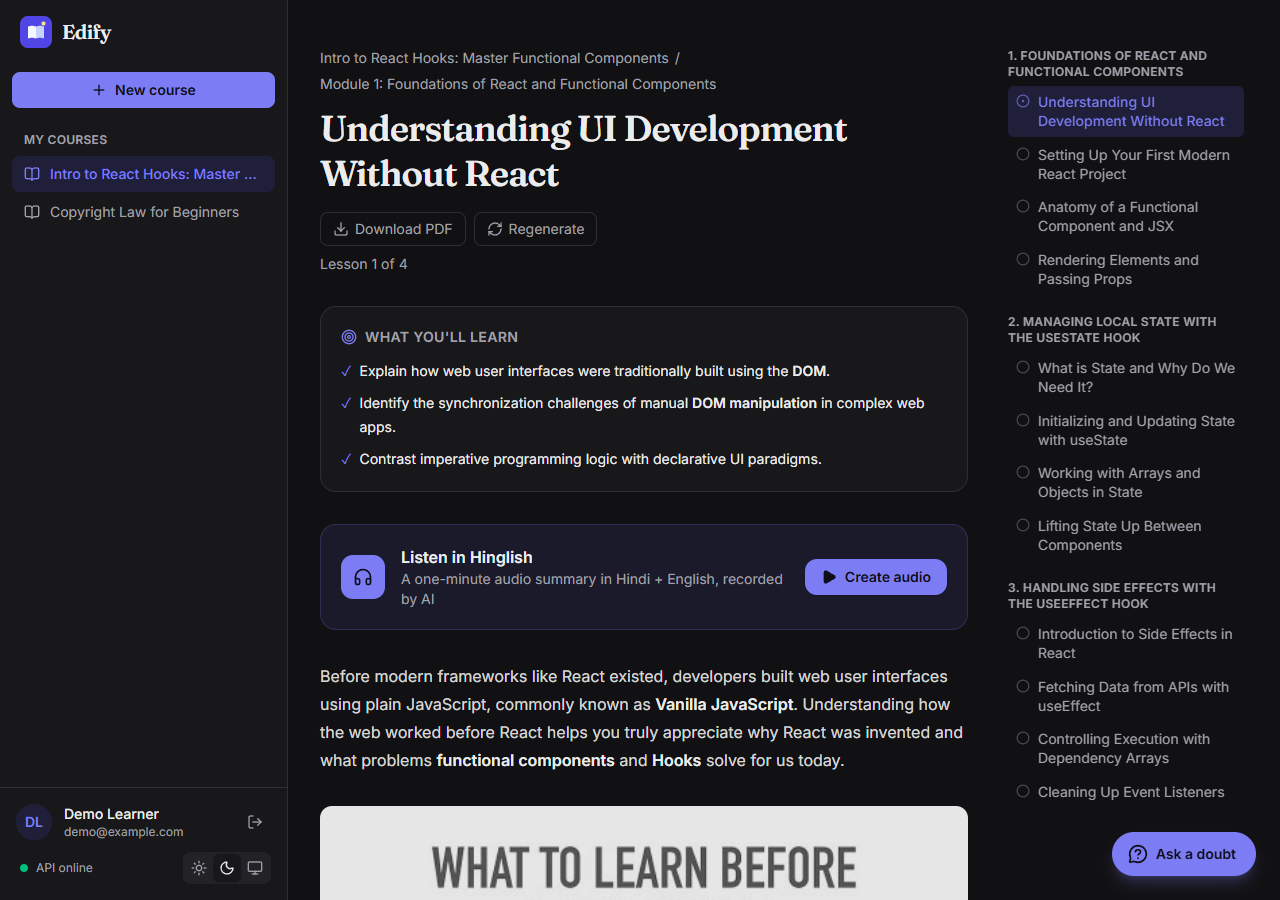 Edify
New course
MY COURSES
Intro to React Hooks: Master ...
Copyright Law for Beginners
DL
Demo Learner
demo@example.com
API online
Intro to React Hooks: Master Functional Components /
Module 1: Foundations of React and Functional Components
Understanding UI Development
Without React
Download PDF
Regenerate
Lesson 1 of 4
WHAT YOU'LL LEARN
Explain how web user interfaces were traditionally built using the DOM.
Identify the synchronization challenges of manual DOM manipulation in complex web
apps.
Contrast imperative programming logic with declarative UI paradigms.
Listen in Hinglish
A one-minute audio summary in Hindi + English, recorded
by AI
Create audio
Before modern frameworks like React existed, developers built web user interfaces
using plain JavaScript, commonly known as Vanilla JavaScript. Understanding how
the web worked before React helps you truly appreciate why React was invented and
what problems functional components and Hooks solve for us today.
WHAT TO LEARN BEFORE
1. FOUNDATIONS OF REACT AND
FUNCTIONAL COMPONENTS
Understanding UI
Development Without React
Setting Up Your First Modern
React Project
Anatomy of a Functional
Component and JSX
Rendering Elements and
Passing Props
2. MANAGING LOCAL STATE WITH
THE USESTATE HOOK
What is State and Why Do We
Need It?
Initializing and Updating State
with useState
Working with Arrays and
Objects in State
Lifting State Up Between
Components
3. HANDLING SIDE EFFECTS WITH
THE USEEFFECT HOOK
Introduction to Side Effects in
React
Fetching Data from APIs with
useEffect
Controlling Execution with
Dependency Arrays
Cleaning Up Event Listeners
Ask a doubt